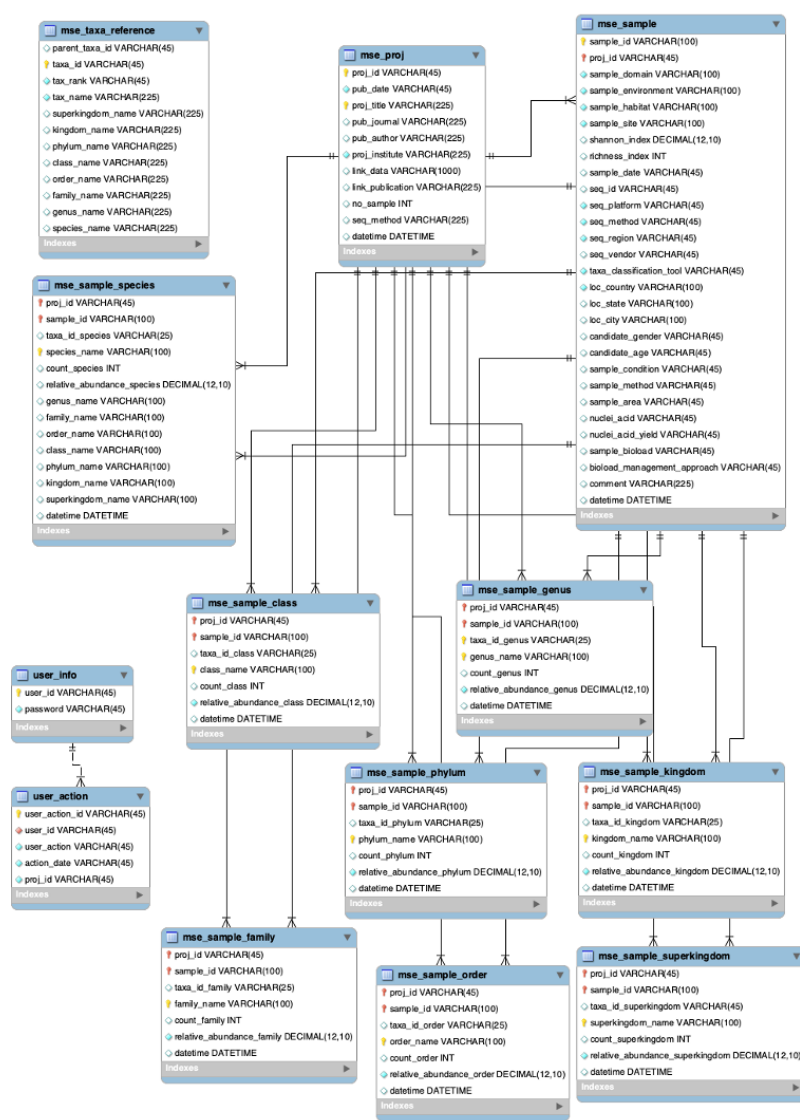 mse_taxa_reference
parent_taxa_id VARCHAR(45)
taxa_id VARCHAR(45)
tax_rank VARCHAR(45)
tax_name VARCHAR(225)
superkingdom_name VARCHAR(225)
kingdom_name VARCHAR(225)
phylum_name VARCHAR(225)
class_name VARCHAR(225)
order_name VARCHAR(225)
family_name VARCHAR(225)
genus_name VARCHAR(225)
species_name VARCHAR(225)
Indexes
mse_proj
proj_id VARCHAR(45)
pub_date VARCHAR(45)
proj_title VARCHAR(225)
pub_journal VARCHAR(225)
pub_author VARCHAR(225)
proj_institute VARCHAR(225)
link_data VARCHAR(1000)
link_publication VARCHAR(225)
no_sample INT
seq_method VARCHAR(225)
datetime DATETIME
Indexes
mse_sample
sample_id VARCHAR(100)
proj_id VARCHAR(45)
sample_domain VARCHAR(100)
sample_environment VARCHAR(100)
sample_habitat VARCHAR(100)
sample_site VARCHAR(100)
shannon_index DECIMAL(12,10)
richness_index INT
sample_date VARCHAR(45)
seq_id VARCHAR(45)
seq_platform VARCHAR(45)
seq_method VARCHAR(45)
seq_region VARCHAR(45)
seq_vendor VARCHAR(45)
taxa_classification_tool VARCHAR(45)
loc_country VARCHAR(100)
loc_state VARCHAR(100)
loc_city VARCHAR(100)
candidate_gender VARCHAR(45)
candidate_age VARCHAR(45)
sample_condition VARCHAR(45)
sample_method VARCHAR(45)
sample_area VARCHAR(45)
nuclei_acid VARCHAR(45)
nuclei_acid_yield VARCHAR(45)
sample_bioload VARCHAR(45)
bioload_management_approach VARCHAR(45)
comment VARCHAR(225)
datetime DATETIME
Indexes
mse_sample_species
proj_id VARCHAR(45)
sample_id VARCHAR(100)
taxa_id_species VARCHAR(25)
species_name VARCHAR(100)
count_species INT
relative_abundance_species DECIMAL(12,10)
genus_name VARCHAR(100)
family_name VARCHAR(100)
order_name VARCHAR(100)
class_name VARCHAR(100)
phylum_name VARCHAR(100)
kingdom_name VARCHAR(100)
superkingdom_name VARCHAR(100)
datetime DATETIME
Indexes
mse_sample_class
proj_id VARCHAR(45)
sample_id VARCHAR(100)
taxa_id_class VARCHAR(25)
class_name VARCHAR(100)
count_class INT
relative_abundance_class DECIMAL(12,10)
datetime DATETIME
Indexes
mse_sample_genus
proj_id VARCHAR(45)
sample_id VARCHAR(100)
taxa_id_genus VARCHAR(25)
genus_name VARCHAR(100)
count_genus INT
relative_abundance_genus DECIMAL(12,10)
datetime DATETIME
Indexes
user_info
user_id VARCHAR(45)
password VARCHAR(45)
Indexes
user_action
user_action_id VARCHAR(45)
user_id VARCHAR(45)
user_action VARCHAR(45)
action_date VARCHAR(45)
proj_id VARCHAR(45)
Indexes
mse_sample_phylum
proj_id VARCHAR(45)
sample_id VARCHAR(100)
taxa_id_phylum VARCHAR(25)
phylum_name VARCHAR(100)
count_phylum INT
relative_abundance_phylum DECIMAL(12,10)
datetime DATETIME
Indexes
mse_sample_kingdom
proj_id VARCHAR(45)
sample_id VARCHAR(100)
taxa_id_kingdom VARCHAR(25)
kingdom_name VARCHAR(100)
count_kingdom INT
relative_abundance_kingdom DECIMAL(12,10)
datetime DATETIME
Indexes
mse_sample_family
proj_id VARCHAR(45)
sample_id VARCHAR(100)
taxa_id_family VARCHAR(25)
family_name VARCHAR(100)
count_family INT
relative_abundance_family DECIMAL(12,10)
datetime DATETIME
Indexes
mse_sample_order
proj_id VARCHAR(45)
sample_id VARCHAR(100)
taxa_id_order VARCHAR(25)
order_name VARCHAR(100)
count_order INT
relative_abundance_order DECIMAL(12,10)
datetime DATETIME
Indexes
mse_sample_superkingdom
proj_id VARCHAR(45)
sample_id VARCHAR(100)
taxa_id_superkingdom VARCHAR(45)
superkingdom_name VARCHAR(100)
count_superkingdom INT
relative_abundance_superkingdom DECIMAL(12,10)
datetime DATETIME
Indexes